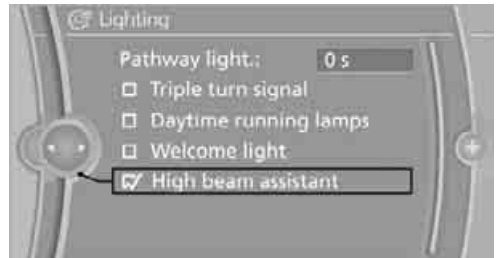 Lighting
Pathway light.: 0 s
Triple turn signal
Daytime running lamps
Welcome light
High beam assistant